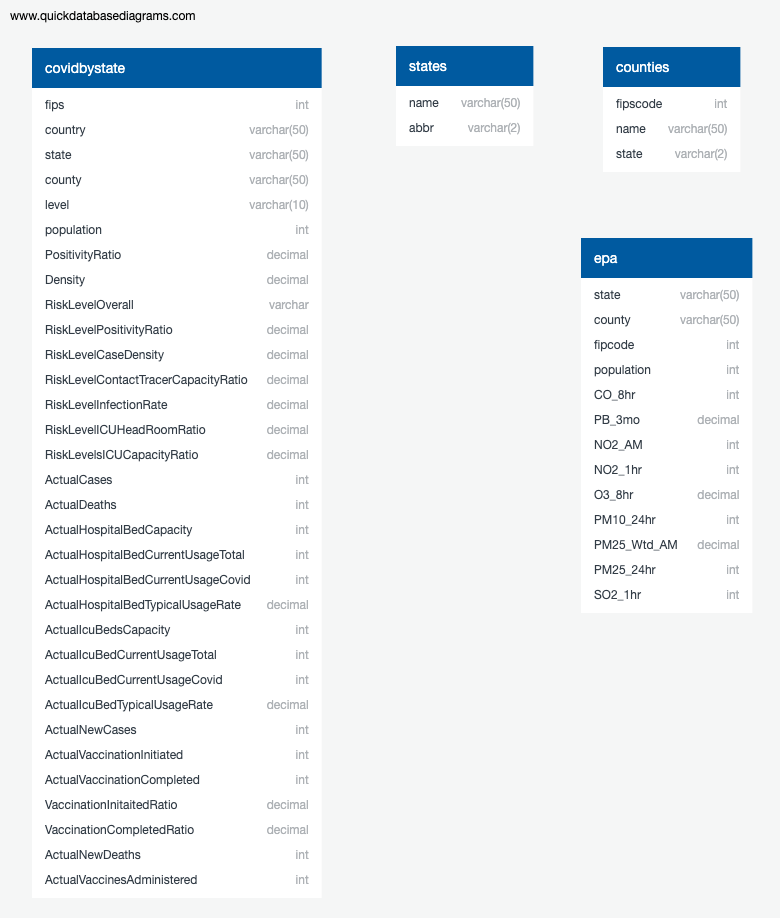 www.quickdatabasediagrams.com
covidbystate
fips int
country varchar(50)
state varchar(50)
county varchar(50)
level varchar(10)
population int
PositivityRatio decimal
Density decimal
RiskLevelOverall varchar
RiskLevelPositivityRatio decimal
RiskLevelCaseDensity decimal
RiskLevelContactTracerCapacityRatio decimal
RiskLevelInfectionRate decimal
RiskLevelICUHeadRoomRatio decimal
RiskLevelsICUCapacityRatio decimal
ActualCases int
ActualDeaths int
ActualHospitalBedCapacity int
ActualHospitalBedCurrentUsageTotal int
ActualHospitalBedCurrentUsageCovid int
ActualHospitalBedTypicalUsageRate decimal
ActualIcuBedsCapacity int
ActualIcuBedCurrentUsageTotal int
ActualIcuBedCurrentUsageCovid int
ActualIcuBedTypicalUsageRate decimal
ActualNewCases int
ActualVaccinationInitiated int
ActualVaccinationCompleted int
VaccinationInitaitedRatio decimal
VaccinationCompletedRatio decimal
ActualNewDeaths int
ActualVaccinesAdministered int
states
name varchar(50)
abbr varchar(2)
counties
fipscode int
name varchar(50)
state varchar(2)
epa
state varchar(50)
county varchar(50)
fipcode int
population int
CO_8hr int
PB_3mo decimal
NO2_AM int
NO2_1hr int
O3_8hr decimal
PM10_24hr int
PM25_Wtd_AM decimal
PM25_24hr int
SO2_1hr int